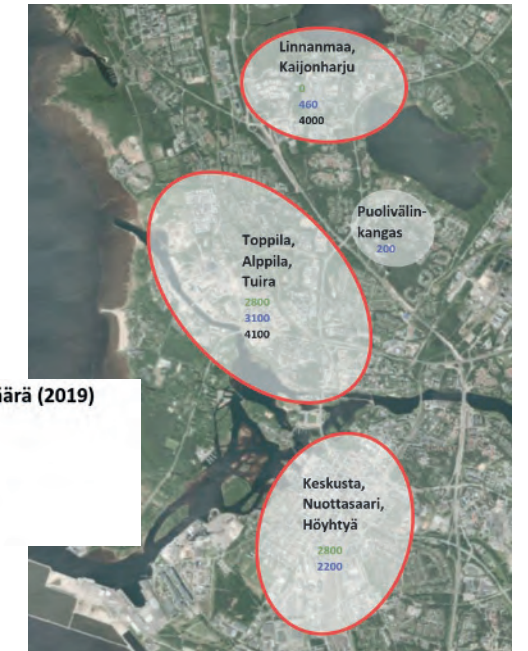 Linnanmaa,
Kaijonharju
0
460
4000
Puolivälin-
kangas
200
Toppila,
Alppila,
Tuira
2800
3100
4100
(2019)
Keskusta,
Nuottasaari,
Höyhtyä
2800
2200